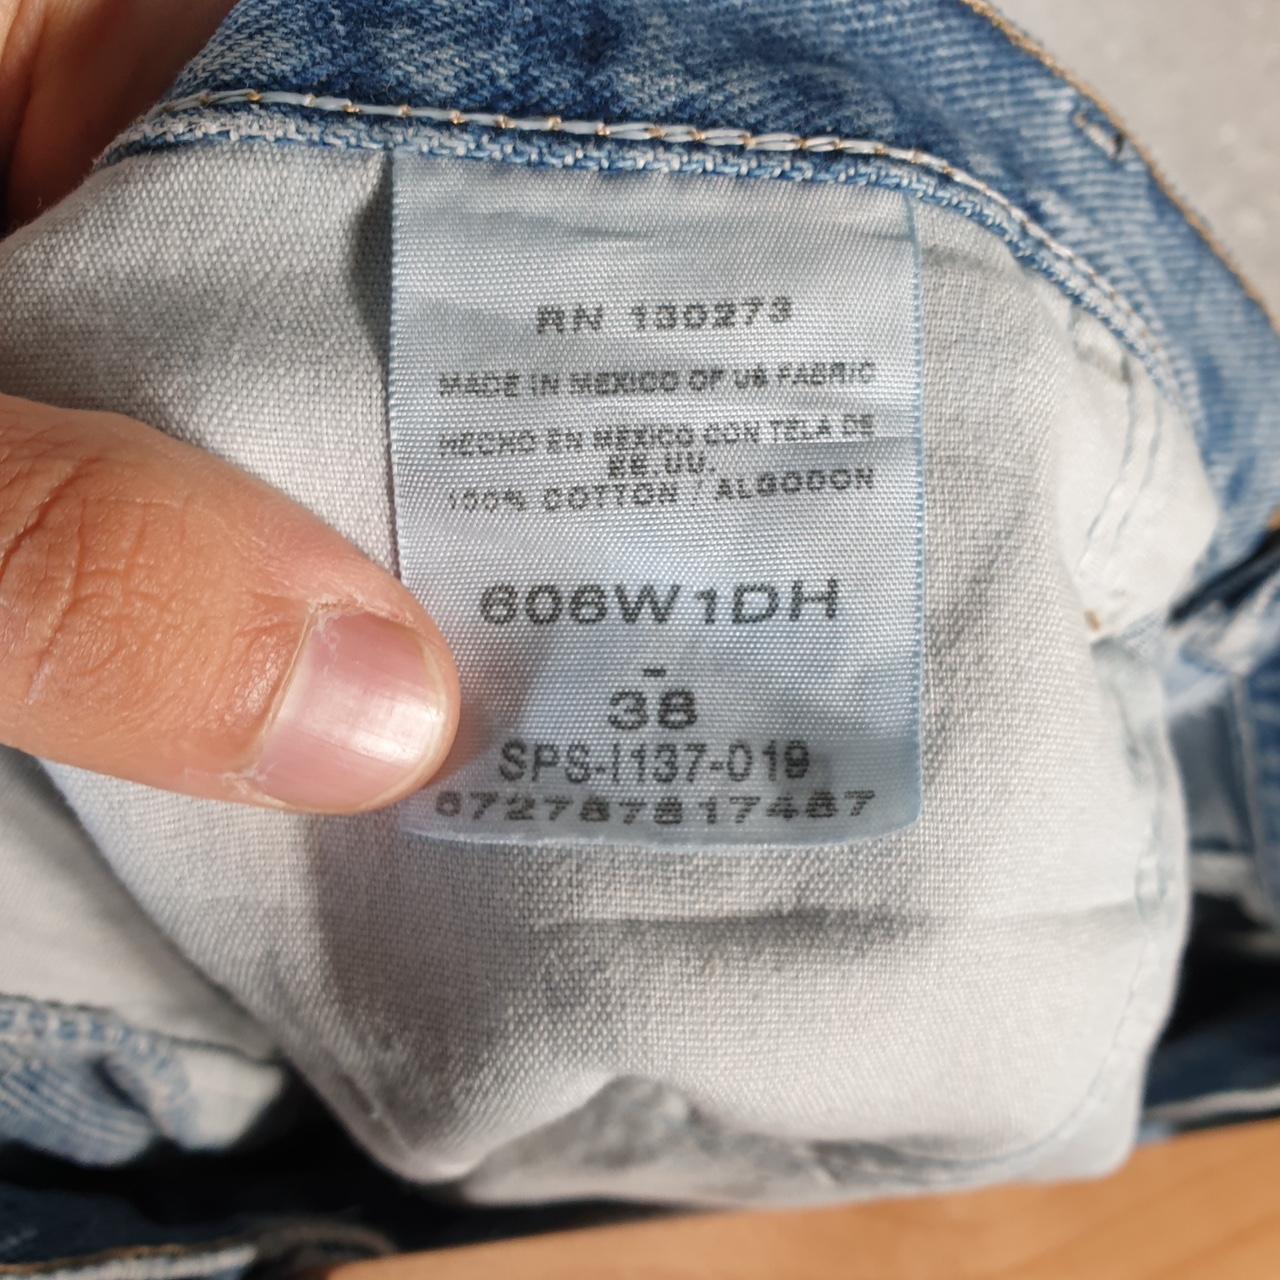 RN 130273
MADE IN MEXICO OF US FABRIC
HECHO EN MEXICO CON TELA DE
EE.UU.
100% COTTON / ALGODON
606W1DH
-
38
SPS-I137-019
672787817487